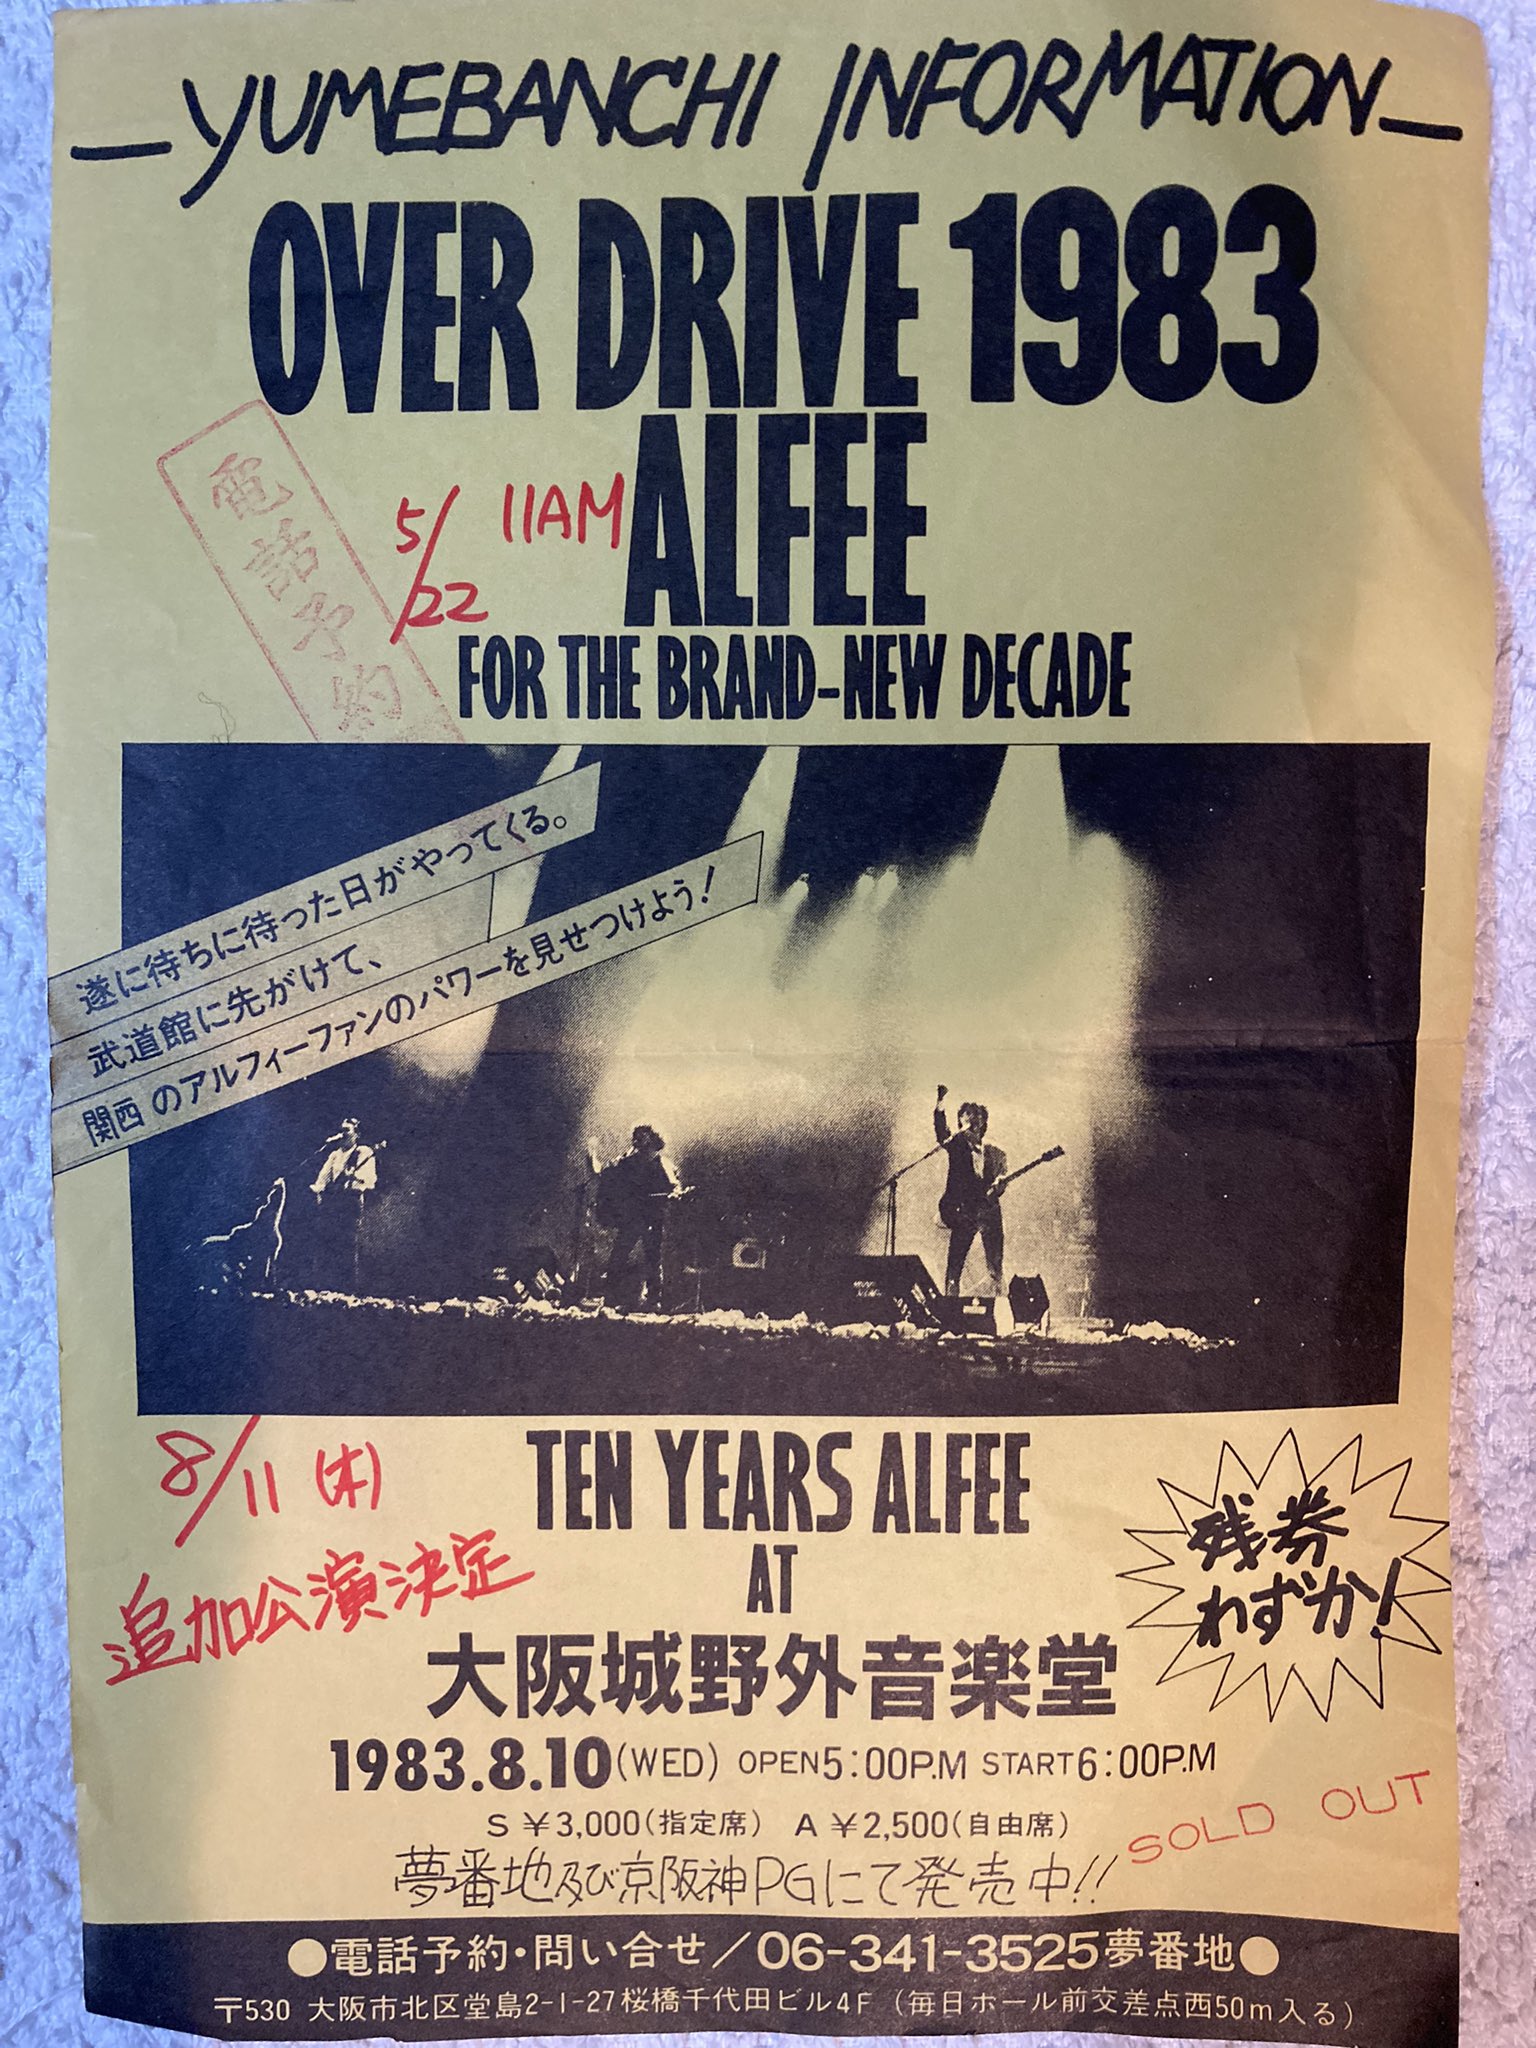 YUMEBANCHI INFORMATION
OVER DRIVE 1983
ALFEE
電話予約
5/22 11AM
FOR THE BRAND-NEW DECADE
遂に待ちに待った日がやってくる。
武道館に先がけて、
関西のアルフィーファンのパワーを見せつけよう!
8/11(木)
追加公演決定
TEN YEARS ALFEE
AT
大阪城野外音楽堂
残券
わずか!
1983.8.10(WED) OPEN5:00P.M START6:00P.M
S ¥3,000(指定席) A ¥2,500(自由席)
SOLD OUT
夢番地及び京阪神PGにて発売中!!
●電話予約・問い合せ/06-341-3525夢番地●
〒530 大阪市北区堂島2-1-27桜橋千代田ビル4F(毎日ホール前交差点西50m入る)